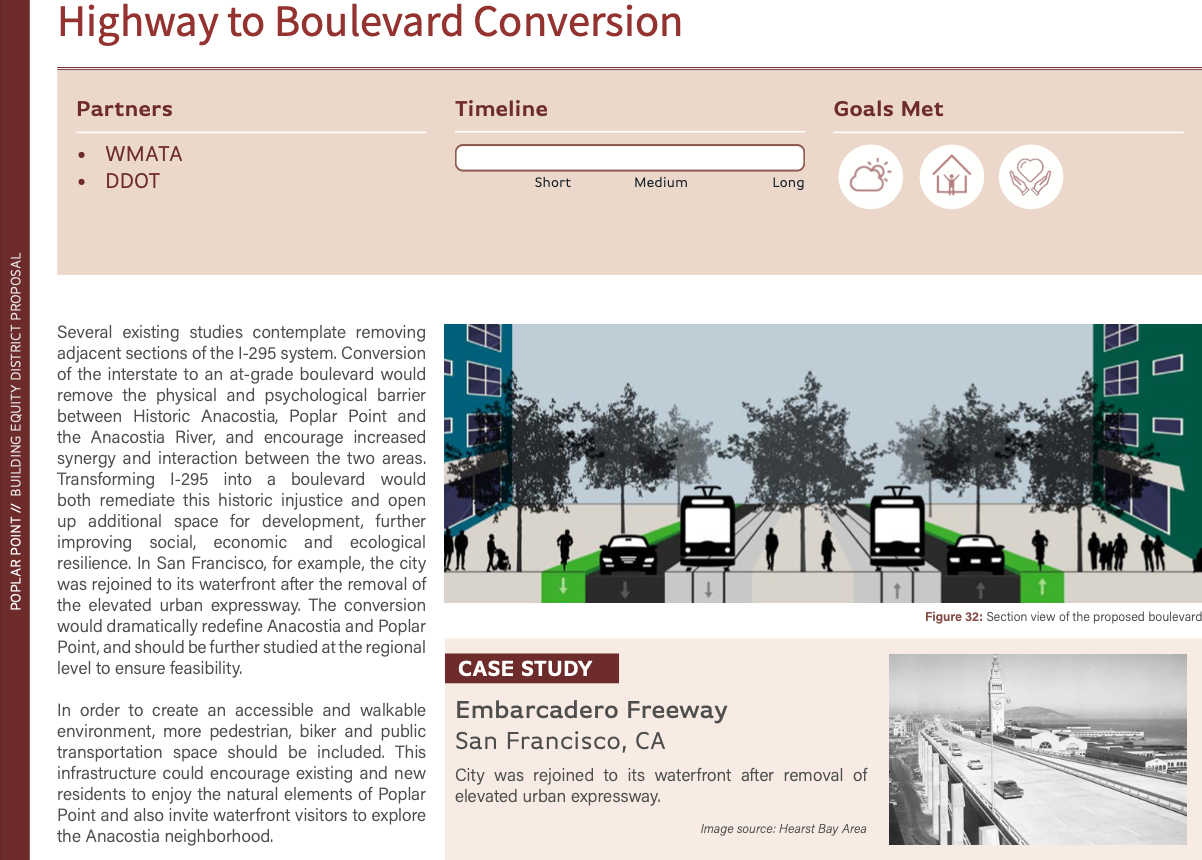 Highway to Boulevard Conversion
Partners
• WMATA
• DDOT
Timeline
Short Medium Long
Goals Met
POPLAR POINT // BUILDING EQUITY DISTRICT PROPOSAL
Several existing studies contemplate removing
adjacent sections of the I-295 system. Conversion
of the interstate to an at-grade boulevard would
remove the physical and psychological barrier
between Historic Anacostia, Poplar Point and
the Anacostia River, and encourage increased
synergy and interaction between the two areas.
Transforming I-295 into a boulevard would
both remediate this historic injustice and open
up additional space for development, further
improving social, economic and ecological
resilience. In San Francisco, for example, the city
was rejoined to its waterfront after the removal of
the elevated urban expressway. The conversion
would dramatically redefine Anacostia and Poplar
Point, and should be further studied at the regional
level to ensure feasibility.
In order to create an accessible and walkable
environment, more pedestrian, biker and public
transportation space should be included. This
infrastructure could encourage existing and new
residents to enjoy the natural elements of Poplar
Point and also invite waterfront visitors to explore
the Anacostia neighborhood.
Figure 32: Section view of the proposed boulevard
CASE STUDY
Embarcadero Freeway
San Francisco, CA
City was rejoined to its waterfront after removal of
elevated urban expressway.
Image source: Hearst Bay Area